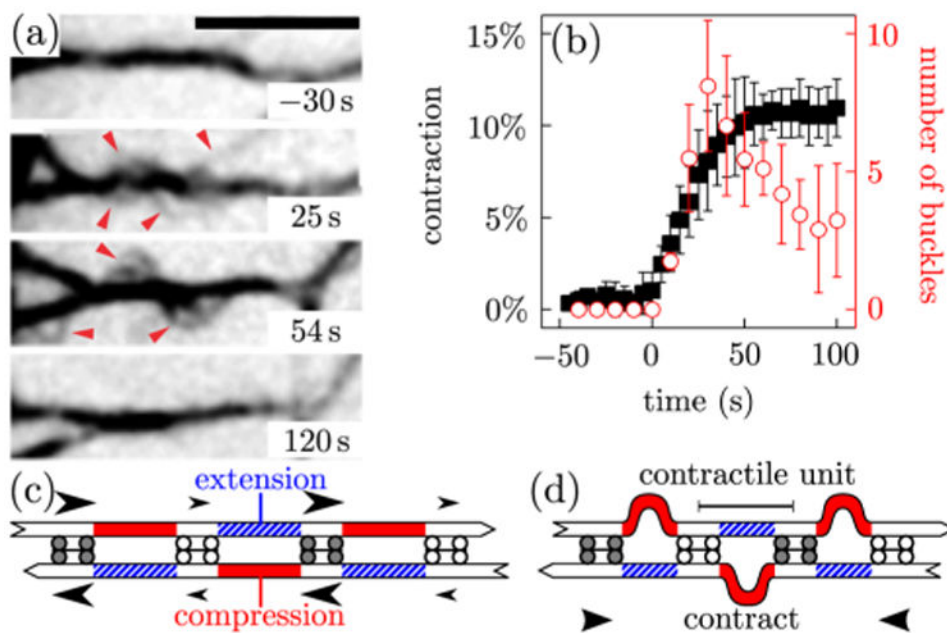 (a)
−30 s
25 s
54 s
120 s
(b)
15%
10%
5%
0%
contraction
10
5
0
number of buckles
−50
0
50
100
time (s)
(c)
extension
compression
(d)
contractile unit
contract